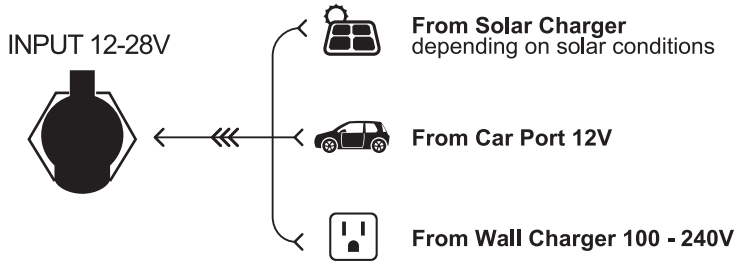 INPUT 12-28V
From Solar Charger
depending on solar conditions
From Car Port 12V
From Wall Charger 100 - 240V